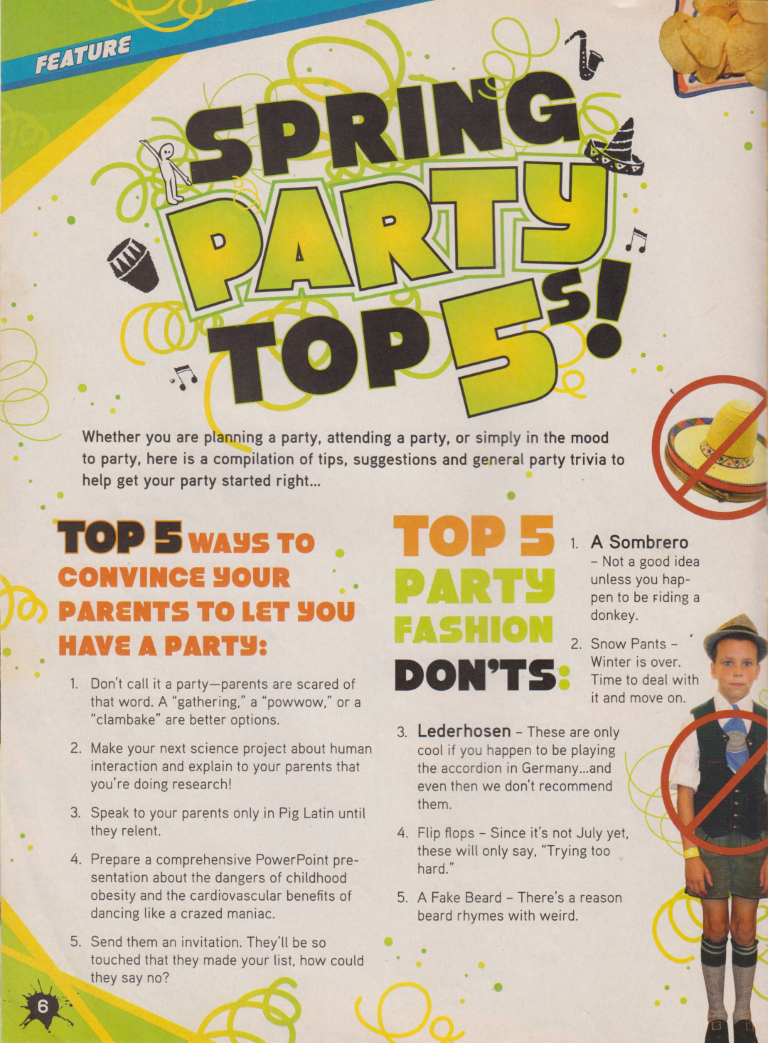 FEATURE
SPRING
PARTY
TOP 5s!
Whether you are planning a party, attending a party, or simply in the mood
to party, here is a compilation of tips, suggestions and general party trivia to
help get your party started right...
TOP 5 WAYS TO
CONVINCE YOUR
PARENTS TO LET YOU
HAVE A PARTY:
1. Don't call it a party—parents are scared of
that word. A "gathering," a "powwow," or a
"clambake" are better options.
2. Make your next science project about human
interaction and explain to your parents that
you're doing research!
3. Speak to your parents only in Pig Latin until
they relent.
4. Prepare a comprehensive PowerPoint pre-
sentation about the dangers of childhood
obesity and the cardiovascular benefits of
dancing like a crazed maniac.
5. Send them an invitation. They'll be so
touched that they made your list, how could
they say no?
TOP 5
PARTY
FASHION
DON'TS:
1. A Sombrero
– Not a good idea
unless you hap-
pen to be riding a
donkey.
2. Snow Pants –
Winter is over.
Time to deal with
it and move on.
3. Lederhosen – These are only
cool if you happen to be playing
the accordion in Germany...and
even then we don't recommend
them.
4. Flip flops – Since it's not July yet,
these will only say, "Trying too
hard."
5. A Fake Beard – There's a reason
beard rhymes with weird.
6